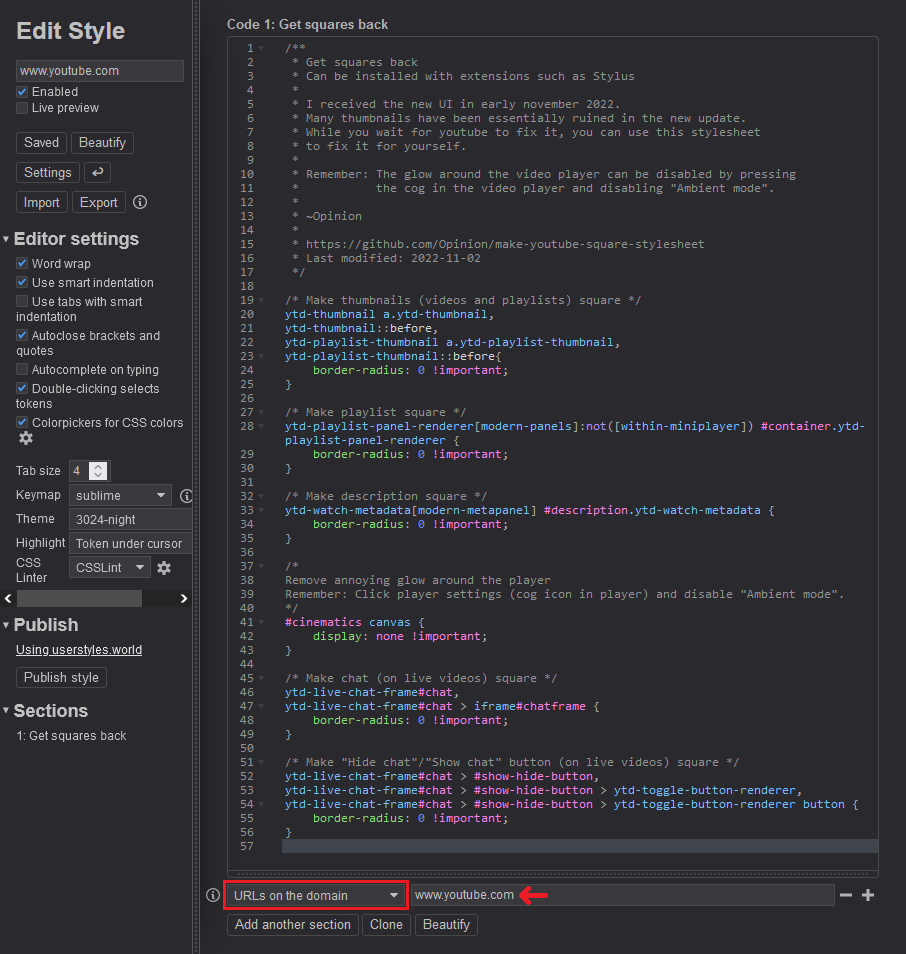 Edit Style
www.youtube.com
Enabled
Live preview
Saved Beautify
Settings
Import Export
Editor settings
Word wrap
Use smart indentation
Use tabs with smart
indentation
Autoclose brackets and
quotes
Autocomplete on typing
Double-clicking selects
tokens
Colorpickers for CSS colors
Tab size 4
Keymap sublime
Theme 3024-night
Highlight Token under cursor
CSS
Linter CSSLint
Publish
Using userstyles.world
Publish style
Sections
1: Get squares back
Code 1: Get squares back
1 /**
2  * Get squares back
3  * Can be installed with extensions such as Stylus
4  *
5  * I received the new UI in early november 2022.
6  * Many thumbnails have been essentially ruined in the new update.
7  * While you wait for youtube to fix it, you can use this stylesheet
8  * to fix it for yourself.
9  *
10  * Remember: The glow around the video player can be disabled by pressing
11  *           the cog in the video player and disabling "Ambient mode".
12  *
13  * ~Opinion
14  *
15  * https://github.com/Opinion/make-youtube-square-stylesheet
16  * Last modified: 2022-11-02
17  */
18
19 /* Make thumbnails (videos and playlists) square */
20 ytd-thumbnail a.ytd-thumbnail,
21 ytd-thumbnail::before,
22 ytd-playlist-thumbnail a.ytd-playlist-thumbnail,
23 ytd-playlist-thumbnail::before{
24     border-radius: 0 !important;
25 }
26
27 /* Make playlist square */
28 ytd-playlist-panel-renderer[modern-panels]:not([within-miniplayer]) #container.ytd-
playlist-panel-renderer {
29     border-radius: 0 !important;
30 }
31
32 /* Make description square */
33 ytd-watch-metadata[modern-metapanel] #description.ytd-watch-metadata {
34     border-radius: 0 !important;
35 }
36
37 /*
38 Remove annoying glow around the player
39 Remember: Click player settings (cog icon in player) and disable "Ambient mode".
40 */
41 #cinematics canvas {
42     display: none !important;
43 }
44
45 /* Make chat (on live videos) square */
46 ytd-live-chat-frame#chat,
47 ytd-live-chat-frame#chat > iframe#chatframe {
48     border-radius: 0 !important;
49 }
50
51 /* Make "Hide chat"/"Show chat" button (on live videos) square */
52 ytd-live-chat-frame#chat > #show-hide-button,
53 ytd-live-chat-frame#chat > #show-hide-button > ytd-toggle-button-renderer,
54 ytd-live-chat-frame#chat > #show-hide-button > ytd-toggle-button-renderer button {
55     border-radius: 0 !important;
56 }
57
URLs on the domain www.youtube.com
Add another section Clone Beautify